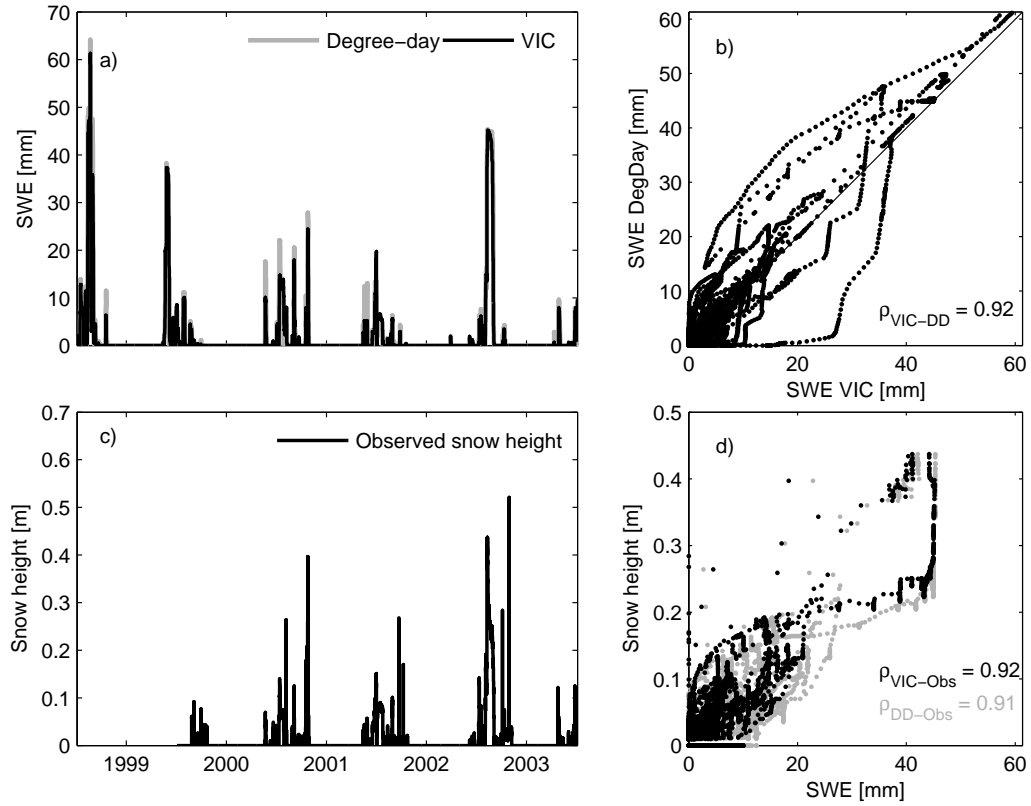 a)
Degree−day
VIC
SWE [mm]
70
60
50
40
30
20
10
0
b)
SWE DegDay [mm]
60
50
40
30
20
10
0
ρVIC−DD = 0.92
0
20
40
60
SWE VIC [mm]
c)
Observed snow height
Snow height [m]
0.7
0.6
0.5
0.4
0.3
0.2
0.1
0
1999
2000
2001
2002
2003
d)
Snow height [m]
0.5
0.4
0.3
0.2
0.1
0
ρVIC−Obs = 0.92
ρDD−Obs = 0.91
0
20
40
60
SWE [mm]